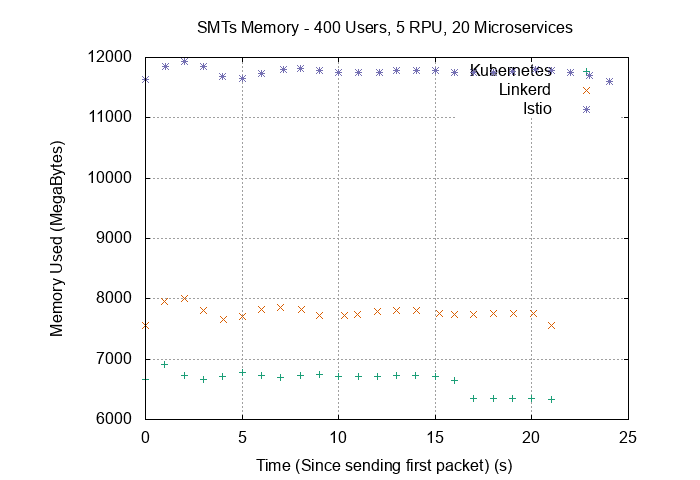 SMTs Memory - 400 Users, 5 RPU, 20 Microservices
12000
11000
10000
9000
8000
7000
6000
Memory Used (MegaBytes)
Kubernetes
Linkerd
Istio
0 5 10 15 20 25
Time (Since sending first packet) (s)